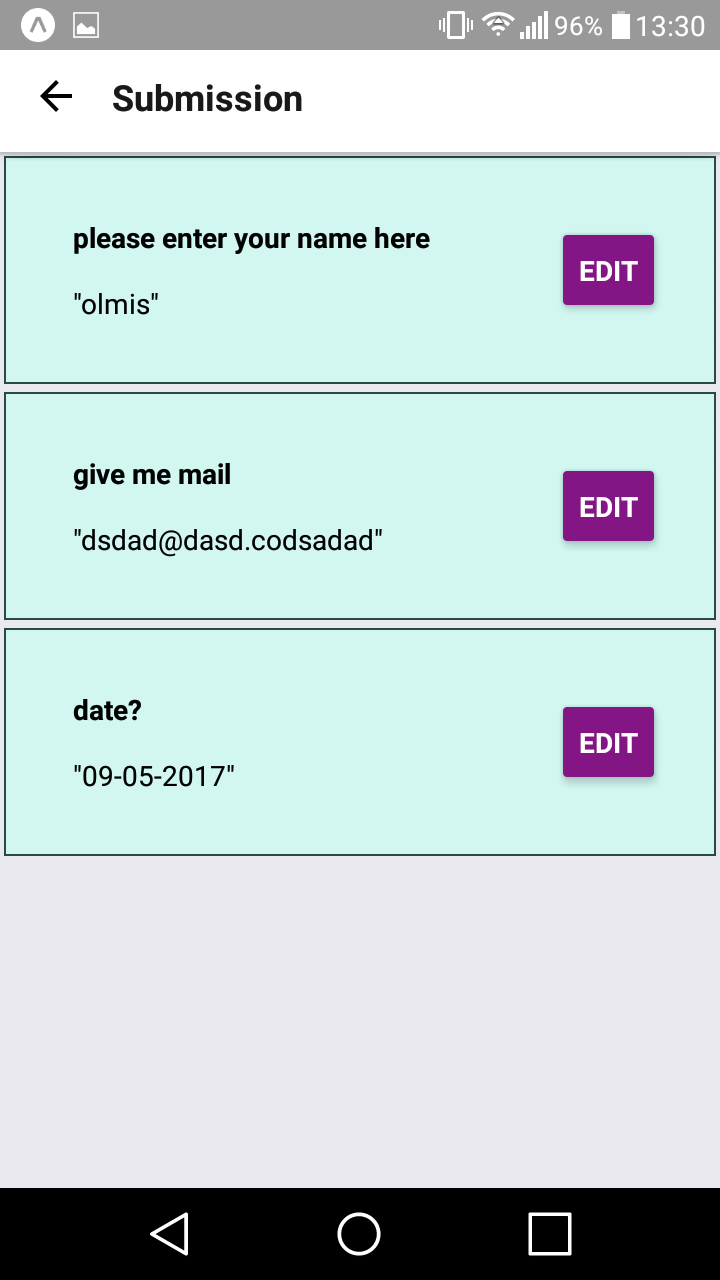 96% 13:30
Submission
please enter your name here
"olmis"
EDIT
give me mail
"dsdad@dasd.codsadad"
EDIT
date?
"09-05-2017"
EDIT